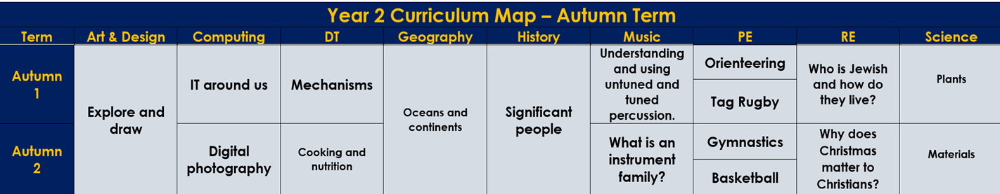 Year 2 Curriculum Map – Autumn Term
Term
Art & Design
Computing
DT
Geography
History
Music
PE
RE
Science
Autumn
1
Explore and
draw
IT around us
Mechanisms
Oceans and
continents
Significant
people
Understanding
and using
untuned and
tuned
percussion.
Orienteering
Tag Rugby
Who is Jewish
and how do
they live?
Plants
Autumn
2
Digital
photography
Cooking and
nutrition
What is an
instrument
family?
Gymnastics
Basketball
Why does
Christmas
matter to
Christians?
Materials